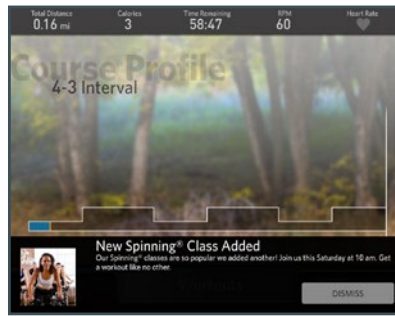 Total Distance Calories Time Remaining RPM Heart Rate
0.16 mi 3 58:47 60
Course Profile
4-3 Interval
New Spinning® Class Added
Our Spinning® classes are so popular we added another! Join us this Saturday at 10 am. Get
a workout like no other.
Workouts
DISMISS